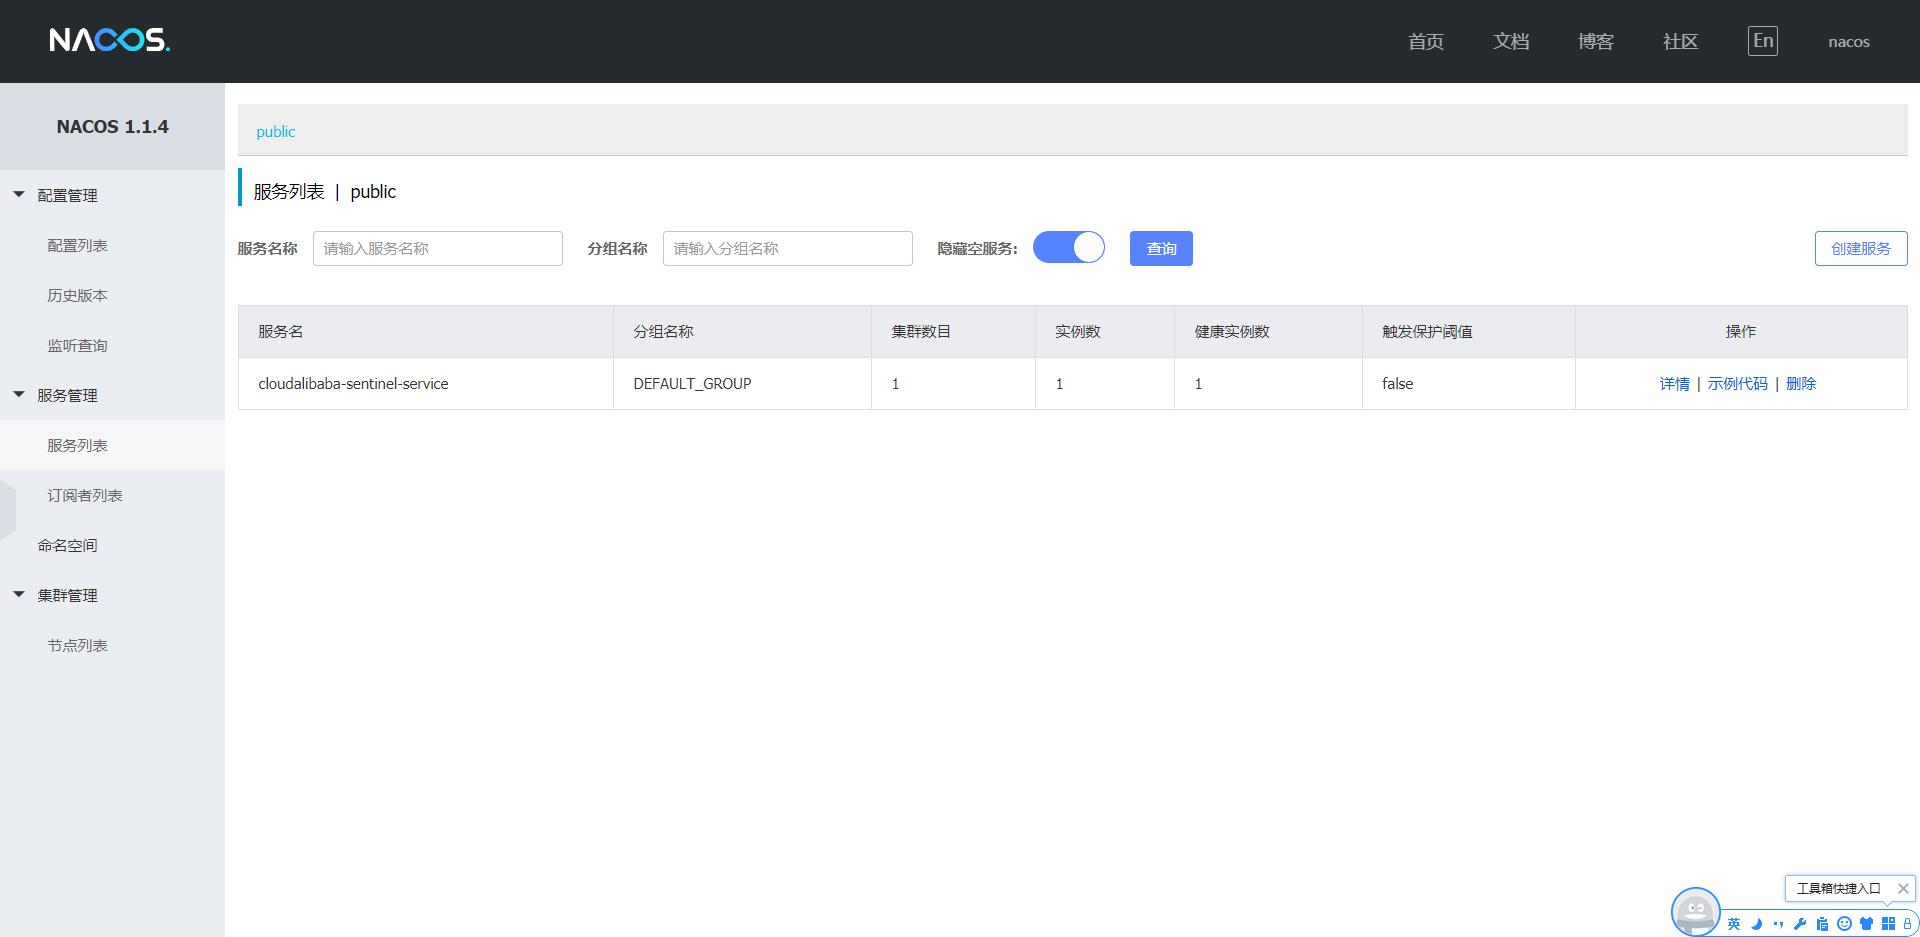 NACOS.
首页 文档 博客 社区 En nacos
NACOS 1.1.4
配置管理
配置列表
历史版本
监听查询
服务管理
服务列表
订阅者列表
命名空间
集群管理
节点列表
public
服务列表 | public
服务名称 请输入服务名称 分组名称 请输入分组名称 隐藏空服务: 查询 创建服务
服务名 分组名称 集群数目 实例数 健康实例数 触发保护阈值 操作
cloudalibaba-sentinel-service DEFAULT_GROUP 1 1 1 false 详情 | 示例代码 | 删除
工具箱快捷入口
英